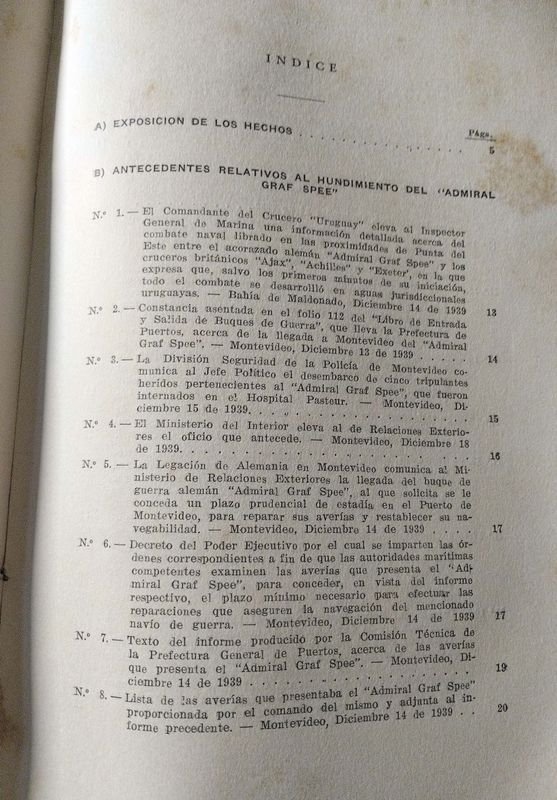 INDICE
Págs.
A) EXPOSICION DE LOS HECHOS . . . . . . . . . . . . . . . 5
B) ANTECEDENTES RELATIVOS AL HUNDIMIENTO DEL "ADMIRAL
GRAF SPEE"
N.º 1. — El Comandante del Crucero "Uruguay" eleva al Inspector
General de Marina una información detallada acerca del
combate naval librado en las proximidades de Punta del
Este entre el acorazado alemán "Admiral Graf Spee" y los
cruceros británicos "Ajax", "Achilles" y "Exeter, en la que
expresa que, salvo los primeros minutos de su iniciación,
todo el combate se desarrolló en aguas jurisdiccionales
uruguayas. — Bahía de Maldonado, Diciembre 14 de 1939 13
N.º 2. — Constancia asentada en el folio 112 del "Libro de Entrada
y Salida de Buques de Guerra", que lleva la Prefectura de
Puertos, acerca de la llegada a Montevideo del "Admiral
Graf Spee". — Montevideo, Diciembre 13 de 1939 . . . . . 14
N.º 3. — La División Seguridad de la Policía de Montevideo co-
munica al Jefe Político el desembarco de cinco tripulantes
heridos pertenecientes al "Admiral Graf Spee", que fueron
internados en el Hospital Pasteur. — Montevideo, Di-
ciembre 15 de 1939. . . . . . . . . . . . . . . . . . 15
N.º 4. — El Ministerio del Interior eleva al de Relaciones Exterio-
res el oficio que antecede. — Montevideo, Diciembre 18
de 1939. . . . . . . . . . . . . . . . . . . . . . . 16
N.º 5. — La Legación de Alemania en Montevideo comunica al Mi-
nisterio de Relaciones Exteriores la llegada del buque de
guerra alemán "Admiral Graf Spee", al que solicita se le
conceda un plazo prudencial de estadía en el Puerto de
Montevideo, para reparar sus averías y restablecer su na-
vegabilidad. — Montevideo, Diciembre 14 de 1939 . . . . 17
N.º 6. — Decreto del Poder Ejecutivo por el cual se imparten las ór-
denes correspondientes a fin de que las autoridades marítimas
competentes examinen las averías que presenta el "Ad-
miral Graf Spee", para conceder, en vista del informe
respectivo, el plazo mínimo necesario para efectuar las
reparaciones que aseguren la navegación del mencionado
navío de guerra. — Montevideo, Diciembre 14 de 1939 17
N.º 7. — Texto del informe producido por la Comisión Técnica de
la Prefectura General de Puertos, acerca de las averías
que presenta el "Admiral Graf Spee". — Montevideo, Di-
ciembre 14 de 1939 . . . . . . . . . . . . . . . . . 19
N.º 8. — Lista de las averías que presentaba el "Admiral Graf Spee"
proporcionada por el comando del mismo y adjunta al in-
forme precedente. — Montevideo, Diciembre 14 de 1939 . . 20